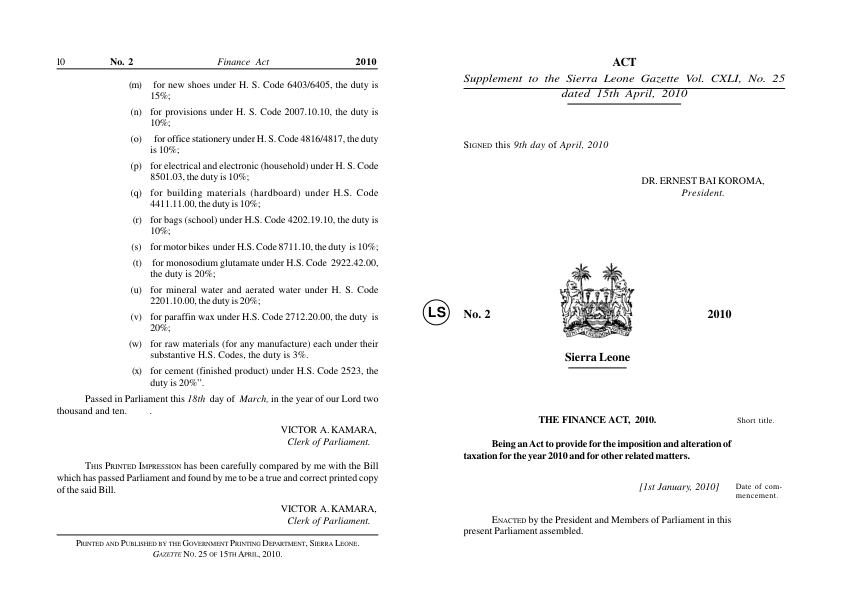 10 No. 2 Finance Act 2010
(m) for new shoes under H. S. Code 6403/6405, the duty is
15%;
(n) for provisions under H. S. Code 2007.10.10, the duty is
10%;
(o) for office stationery under H. S. Code 4816/4817, the duty
is 10%;
(p) for electrical and electronic (household) under H. S. Code
8501.03, the duty is 10%;
(q) for building materials (hardboard) under H.S. Code
4411.11.00, the duty is 10%;
(r) for bags (school) under H.S. Code 4202.19.10, the duty is
10%;
(s) for motor bikes under H.S. Code 8711.10, the duty is 10%;
(t) for monosodium glutamate under H.S. Code 2922.42.00,
the duty is 20%;
(u) for mineral water and aerated water under H. S. Code
2201.10.00, the duty is 20%;
(v) for paraffin wax under H.S. Code 2712.20.00, the duty is
20%;
(w) for raw materials (for any manufacture) each under their
substantive H.S. Codes, the duty is 3%.
(x) for cement (finished product) under H.S. Code 2523, the
duty is 20%”.
Passed in Parliament this 18th day of March, in the year of our Lord two
thousand and ten. .
VICTOR A. KAMARA,
Clerk of Parliament.
THIS PRINTED IMPRESSION has been carefully compared by me with the Bill
which has passed Parliament and found by me to be a true and correct printed copy
of the said Bill.
VICTOR A. KAMARA,
Clerk of Parliament.
PRINTED AND PUBLISHED BY THE GOVERNMENT PRINTING DEPARTMENT, SIERRA LEONE.
GAZETTE NO. 25 OF 15TH APRIL, 2010.
ACT
Supplement to the Sierra Leone Gazette Vol. CXLI, No. 25
dated 15th April, 2010
SIGNED this 9th day of April, 2010
DR. ERNEST BAI KOROMA,
President.
LS No. 2 2010
Sierra Leone
THE FINANCE ACT, 2010. Short title.
Being an Act to provide for the imposition and alteration of
taxation for the year 2010 and for other related matters.
[1st January, 2010] Date of com-
mencement.
ENACTED by the President and Members of Parliament in this
present Parliament assembled.